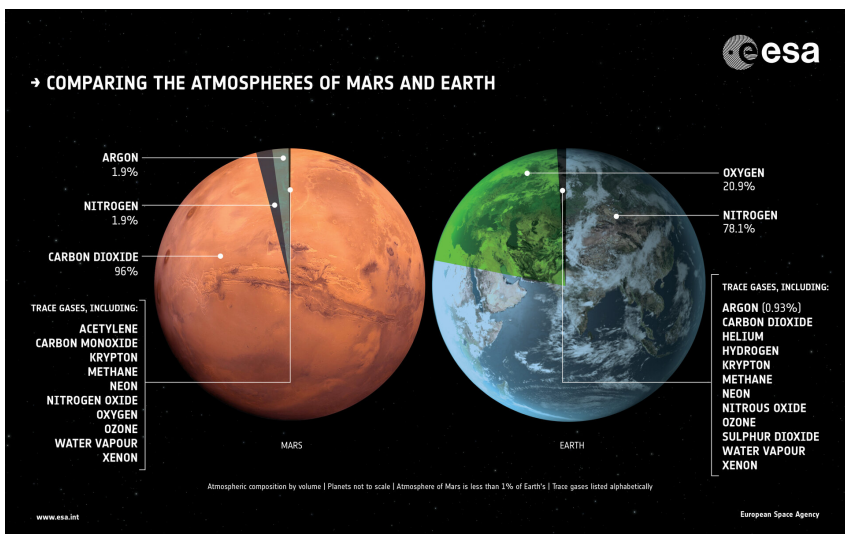 esa
→ COMPARING THE ATMOSPHERES OF MARS AND EARTH
ARGON
1.9%
NITROGEN
1.9%
CARBON DIOXIDE
96%
TRACE GASES, INCLUDING:
ACETYLENE
CARBON MONOXIDE
KRYPTON
METHANE
NEON
NITROGEN OXIDE
OXYGEN
OZONE
WATER VAPOUR
XENON
MARS
OXYGEN
20.9%
NITROGEN
78.1%
TRACE GASES, INCLUDING:
ARGON (0.93%)
CARBON DIOXIDE
HELIUM
HYDROGEN
KRYPTON
METHANE
NEON
NITROUS OXIDE
OZONE
SULPHUR DIOXIDE
WATER VAPOUR
XENON
EARTH
Atmospheric composition by volume | Planets not to scale | Atmosphere of Mars is less than 1% of Earth's | Trace gases listed alphabetically
www.esa.int
European Space Agency